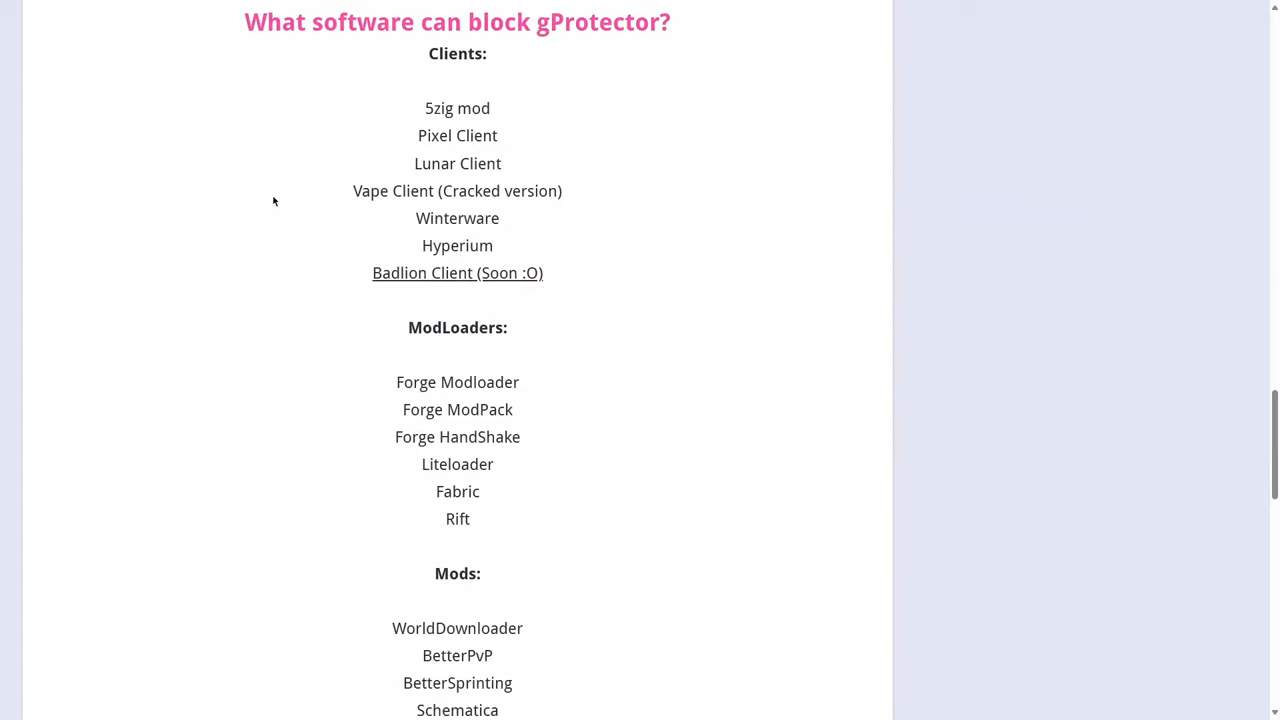 What software can block gProtector?
Clients:
5zig mod
Pixel Client
Lunar Client
Vape Client (Cracked version)
Winterware
Hyperium
Badlion Client (Soon :O)
ModLoaders:
Forge Modloader
Forge ModPack
Forge HandShake
Liteloader
Fabric
Rift
Mods:
WorldDownloader
BetterPvP
BetterSprinting
Schematica